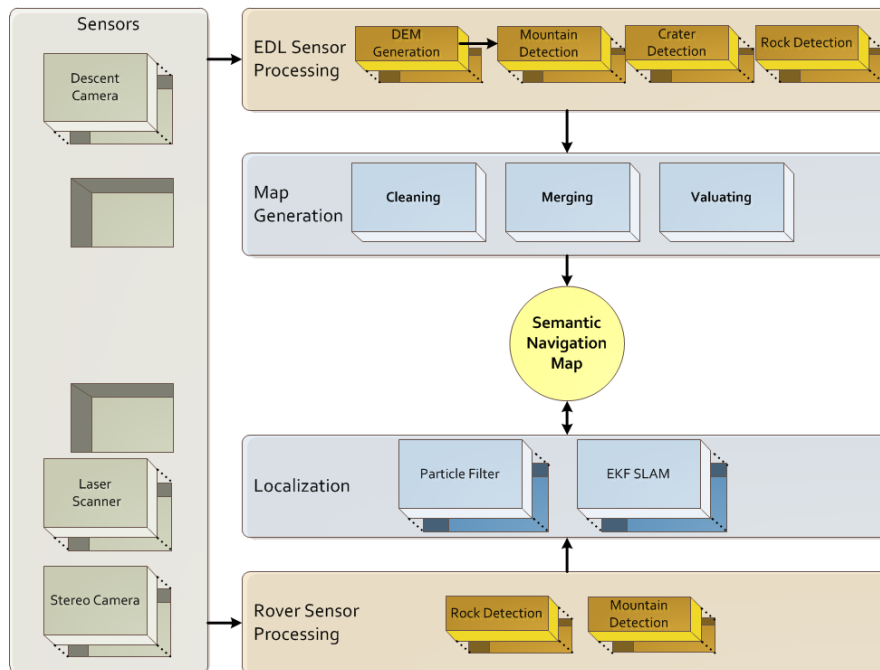 Sensors
Descent
Camera
Laser
Scanner
Stereo Camera
EDL Sensor
Processing
DEM
Generation
Mountain
Detection
Crater
Detection
Rock Detection
Map
Generation
Cleaning
Merging
Valuating
Semantic
Navigation
Map
Localization
Particle Filter
EKF SLAM
Rover Sensor
Processing
Rock Detection
Mountain
Detection